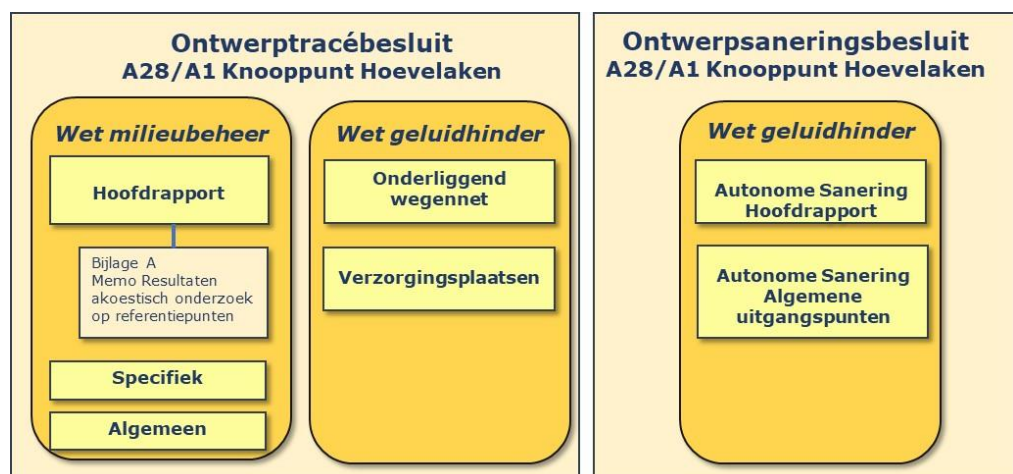 Ontwerptracébesluit
A28/A1 Knooppunt Hoevelaken
Wet milieubeheer
Hoofdrapport
Bijlage A
Memo Resultaten
akoestisch onderzoek
op referentiepunten
Specifiek
Algemeen
Wet geluidhinder
Onderliggend
wegennet
Verzorgingsplaatsen
Ontwerpsaneringsbesluit
A28/A1 Knooppunt Hoevelaken
Wet geluidhinder
Autonome Sanering
Hoofdrapport
Autonome Sanering
Algemene
uitgangspunten